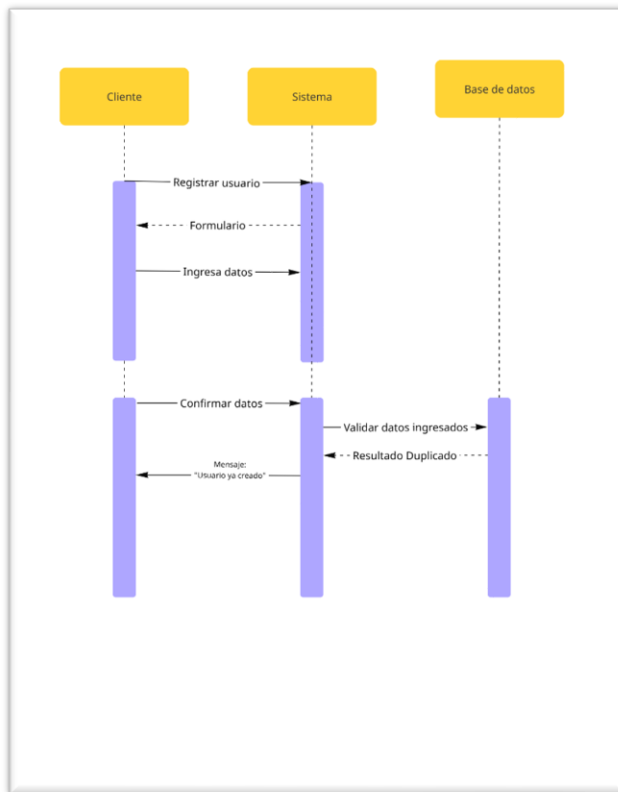 Cliente
Sistema
Base de datos
Registrar usuario
Formulario
Ingresa datos
Confirmar datos
Validar datos ingresados
Resultado Duplicado
Mensaje:
"Usuario ya creado"